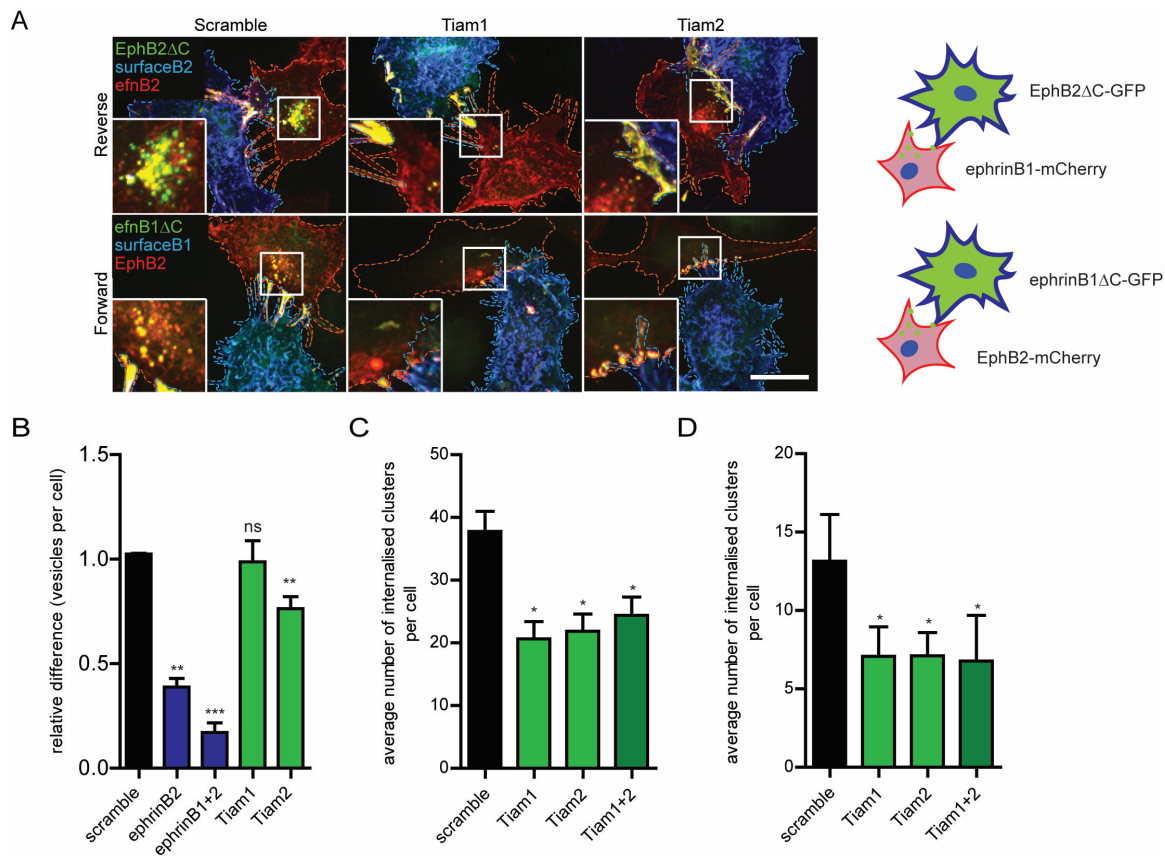 A
Scramble
Tiam1
Tiam2
EphB2ΔC
surfaceB2
efnB2
Reverse
EphB2ΔC-GFP
ephrinB1-mCherry
efnB1ΔC
surfaceB1
EphB2
Forward
ephrinB1ΔC-GFP
EphB2-mCherry
B
relative difference (vesicles per cell)
1.5
1.0
0.5
0.0
**
***
ns
**
scramble
ephrinB2
ephrinB1+2
Tiam1
Tiam2
C
average number of internalised clusters
per cell
50
40
30
20
10
0
*
*
*
scramble
Tiam1
Tiam2
Tiam1+2
D
average number of internalised clusters
per cell
20
15
10
5
0
*
*
*
scramble
Tiam1
Tiam2
Tiam1+2